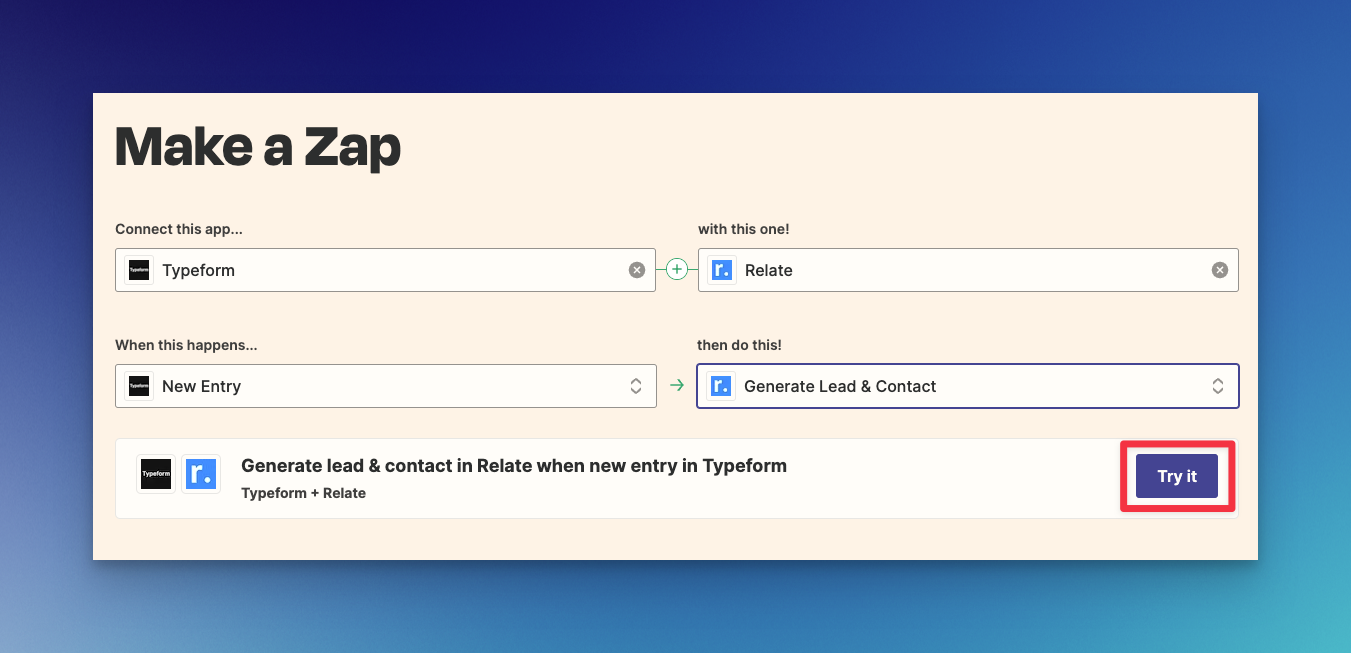 Make a Zap
Connect this app...
with this one!
Typeform
Typeform
r.
Relate
When this happens...
then do this!
Typeform
New Entry
r.
Generate Lead & Contact
Typeform
r.
Generate lead & contact in Relate when new entry in Typeform
Typeform + Relate
Try it